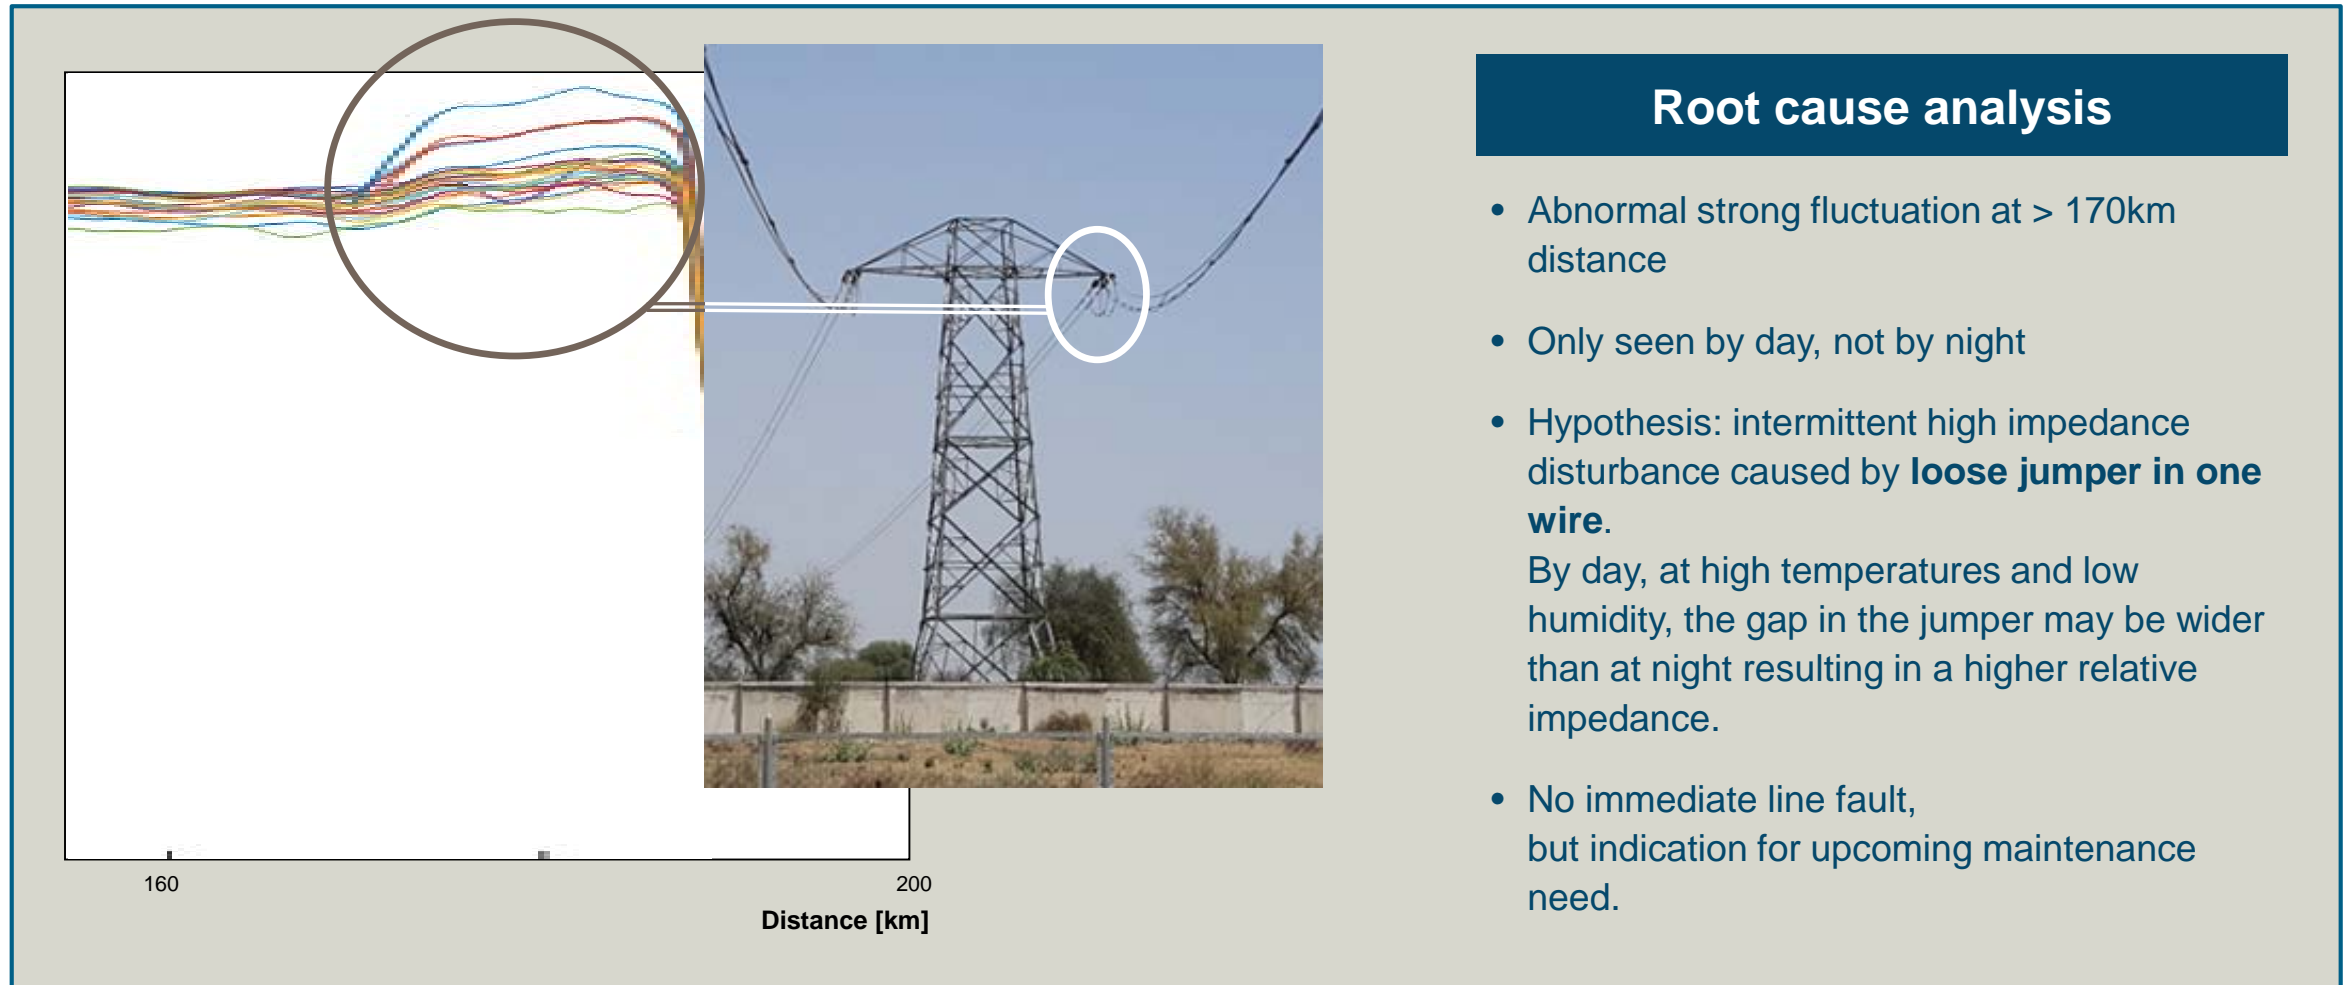 Root cause analysis
• Abnormal strong fluctuation at > 170km
distance
• Only seen by day, not by night
• Hypothesis: intermittent high impedance
disturbance caused by loose jumper in one
wire.
By day, at high temperatures and low
humidity, the gap in the jumper may be wider
than at night resulting in a higher relative
impedance.
• No immediate line fault,
but indication for upcoming maintenance
need.
160
200
Distance [km]